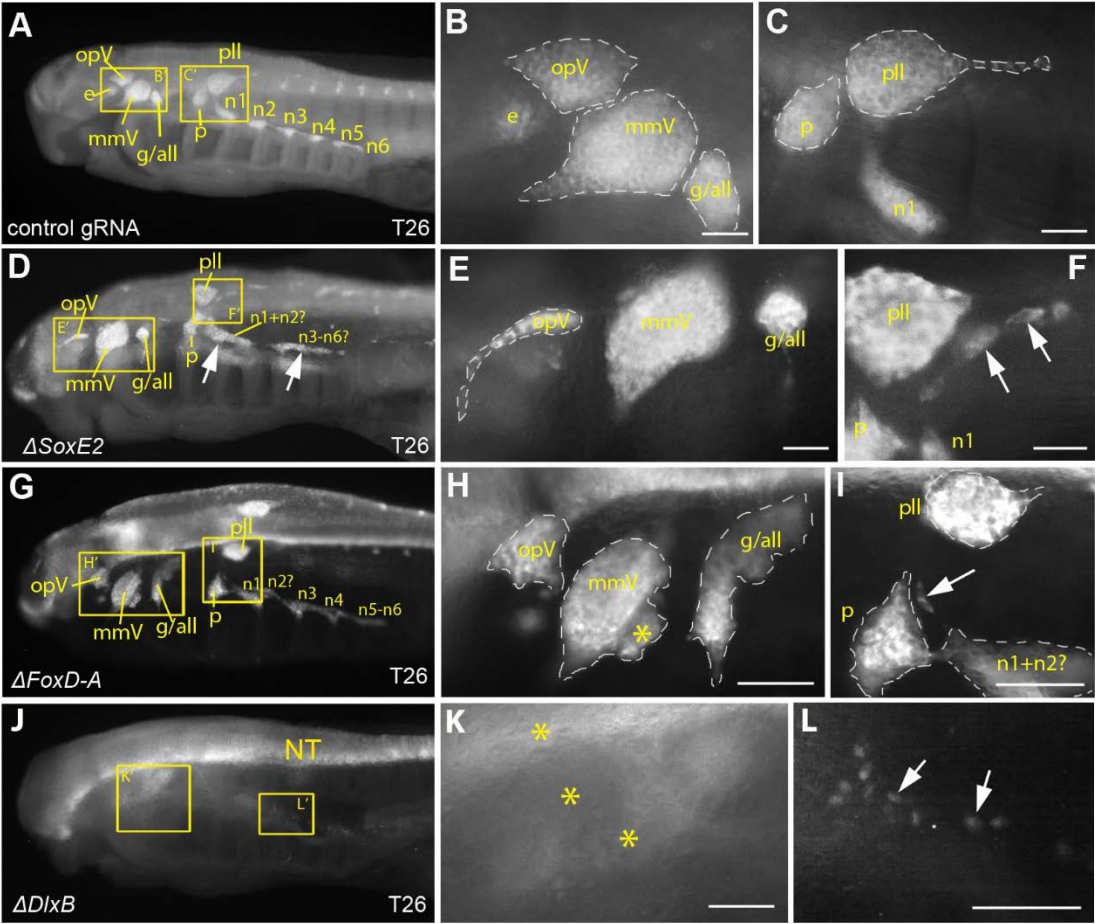 A
opV
B'
C'
pll
e
mmV
g/all
p
n1
n2
n3
n4
n5
n6
control gRNA
T26
B
opV
e
mmV
g/all
C
pll
p
n1
D
pll
opV
E'
F'
n1+n2?
n3-n6?
p
mmV
g/all
ΔSoxE2
T26
E
opV
mmV
g/all
F
pll
p
n1
G
pll
H'
I'
opV
mmV
g/all
p
n1
n2?
n3
n4
n5-n6
ΔFoxD-A
T26
H
opV
mmV
g/all
*
I
pll
p
n1+n2?
J
NT
K'
L'
ΔDlxB
T26
K
*
*
*
L